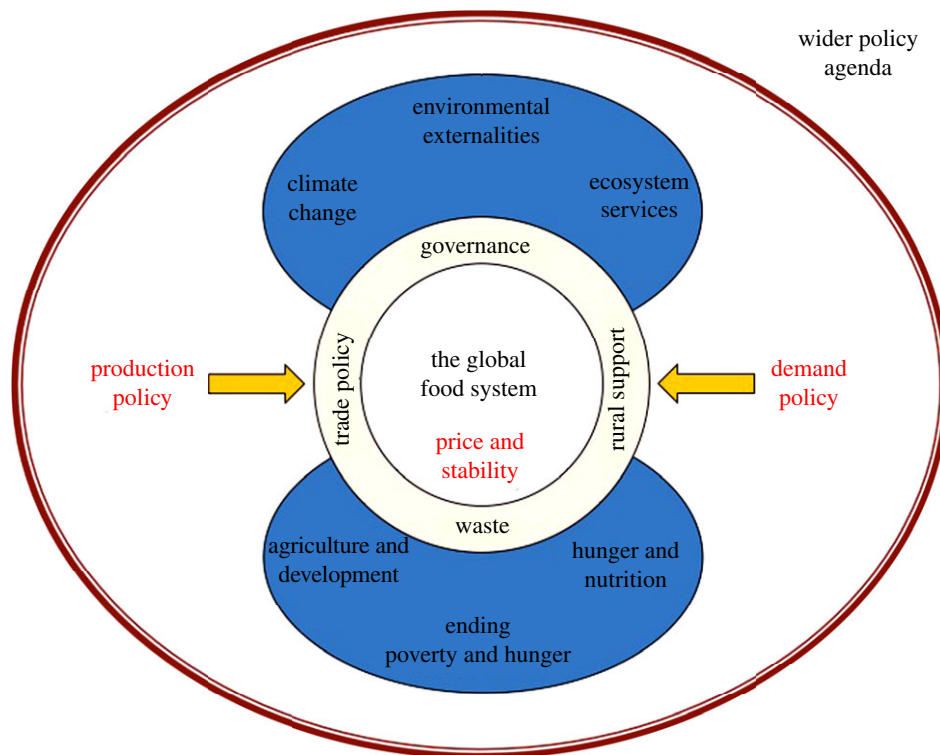 wider policy
agenda
environmental
externalities
climate
change
ecosystem
services
governance
trade policy
rural support
the global
food system
production
policy
demand
policy
price and
stability
waste
agriculture and
development
hunger and
nutrition
ending
poverty and hunger